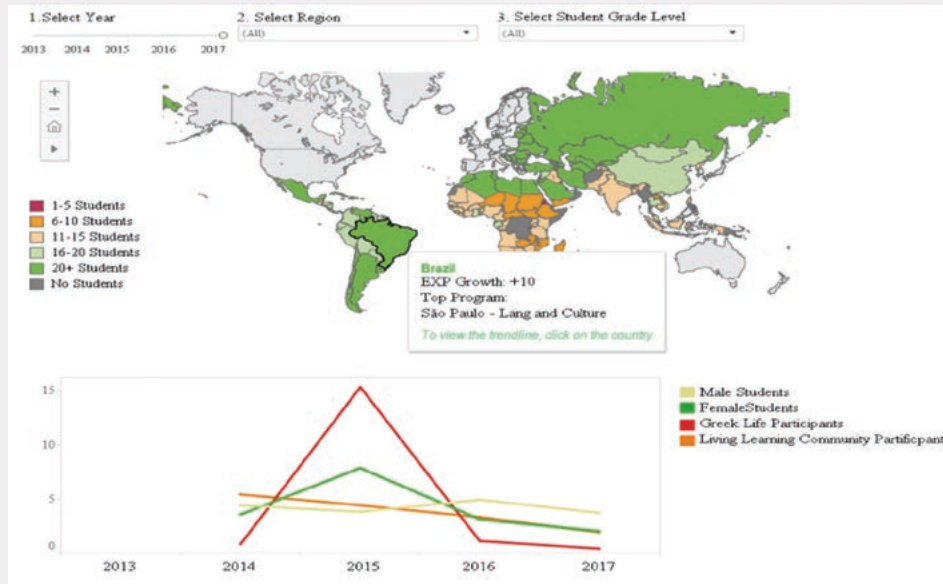 1.Select Year
2. Select Region
3. Select Student Grade Level
(All)
(All)
2013 2014 2015 2016 2017
+
−
1-5 Students
6-10 Students
11-15 Students
16-20 Students
20+ Students
No Students
Brazil
EXP Growth: +10
Top Program:
São Paulo - Lang and Culture
To view the trendline, click on the country
15
10
5
0
2013 2014 2015 2016 2017
Male Students
FemaleStudents
Greek Life Participants
Living Learning Community Partificpant